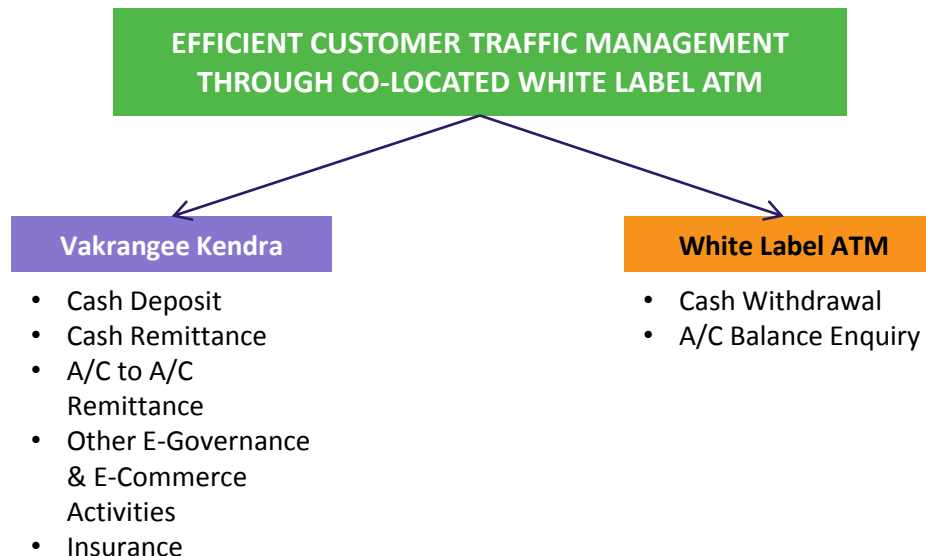 EFFICIENT CUSTOMER TRAFFIC MANAGEMENT
THROUGH CO-LOCATED WHITE LABEL ATM
Vakrangee Kendra
• Cash Deposit
• Cash Remittance
• A/C to A/C
Remittance
• Other E-Governance
& E-Commerce
Activities
• Insurance
White Label ATM
• Cash Withdrawal
• A/C Balance Enquiry